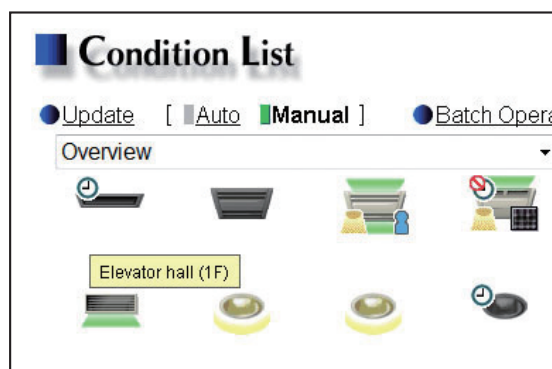 Condition List
Update [ Auto Manual ] Batch Opera
Overview
Elevator hall (1F)